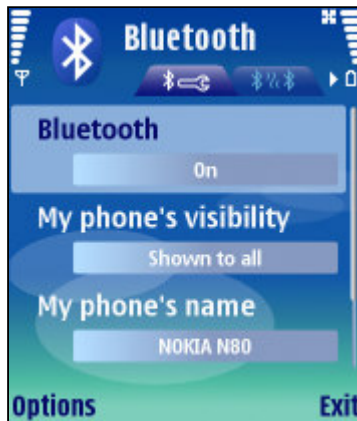 Bluetooth
Bluetooth
On
My phone's visibility
Shown to all
My phone's name
NOKIA N80
Options Exit